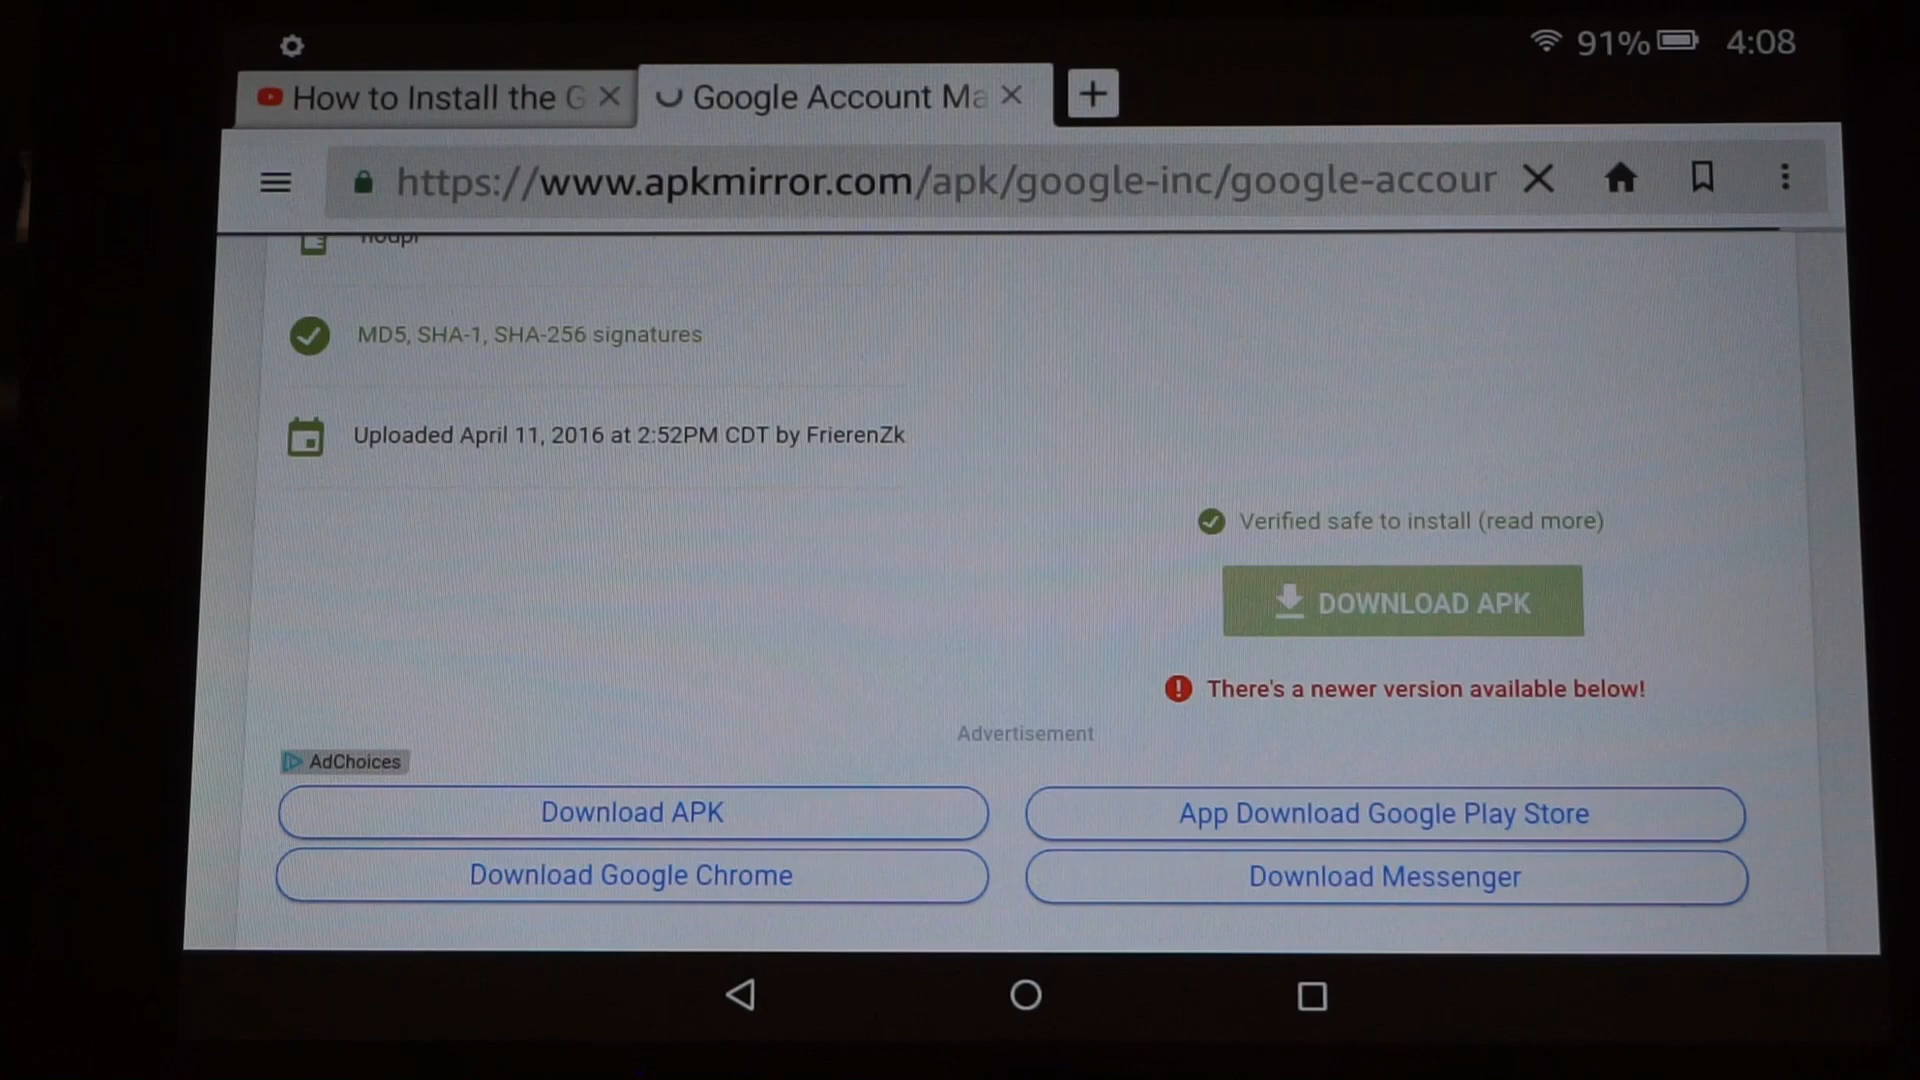 91% 4:08
How to Install the G
Google Account Ma
https://www.apkmirror.com/apk/google-inc/google-accour
nodpi
MD5, SHA-1, SHA-256 signatures
Uploaded April 11, 2016 at 2:52PM CDT by FrierenZk
Verified safe to install (read more)
DOWNLOAD APK
There's a newer version available below!
Advertisement
AdChoices
Download APK
App Download Google Play Store
Download Google Chrome
Download Messenger